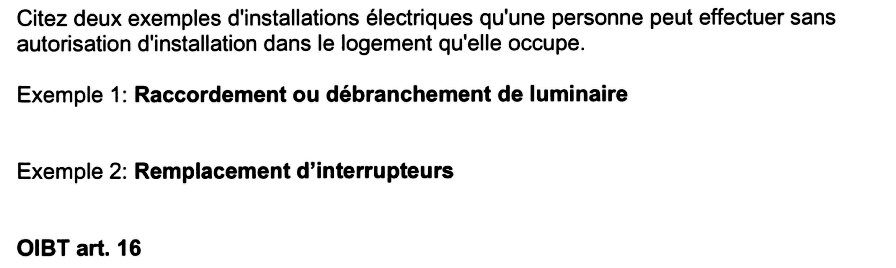 Citez deux exemples d'installations électriques qu'une personne peut effectuer sans
autorisation d'installation dans le logement qu'elle occupe.
Exemple 1: Raccordement ou débranchement de luminaire
Exemple 2: Remplacement d’interrupteurs
OIBT art. 16